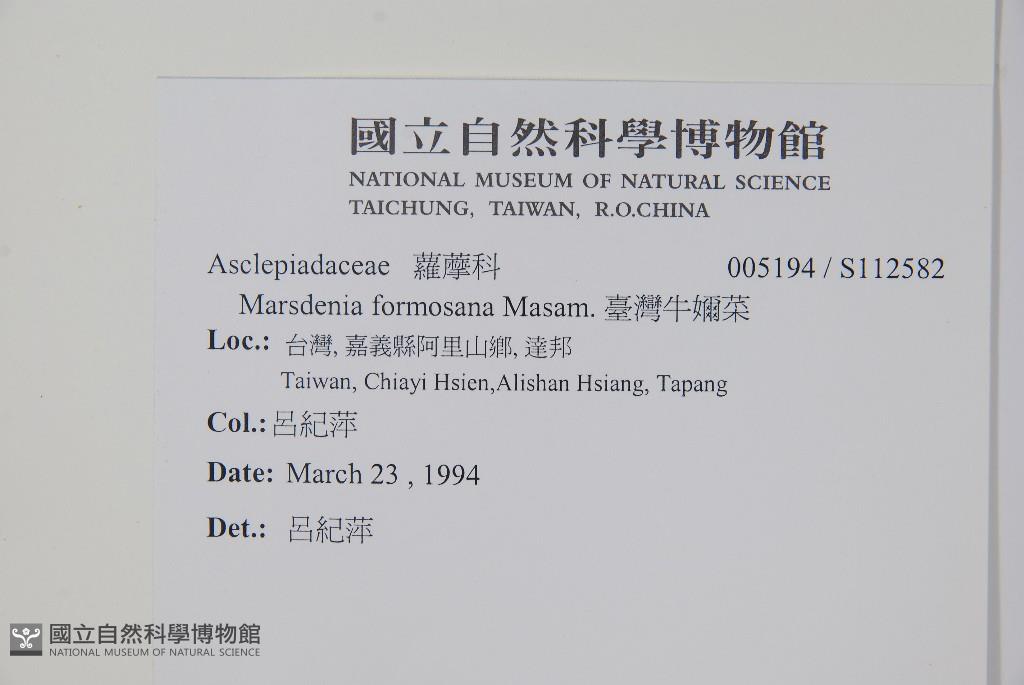 國立自然科學博物館
NATIONAL MUSEUM OF NATURAL SCIENCE
TAICHUNG, TAIWAN, R.O.CHINA
Asclepiadaceae 蘿藦科 005194 / S112582
Marsdenia formosana Masam. 臺灣牛嬭菜
Loc.: 台灣, 嘉義縣阿里山鄉, 達邦
Taiwan, Chiayi Hsien,Alishan Hsiang, Tapang
Col.: 呂紀萍
Date: March 23 , 1994
Det.: 呂紀萍
國立自然科學博物館
NATIONAL MUSEUM OF NATURAL SCIENCE